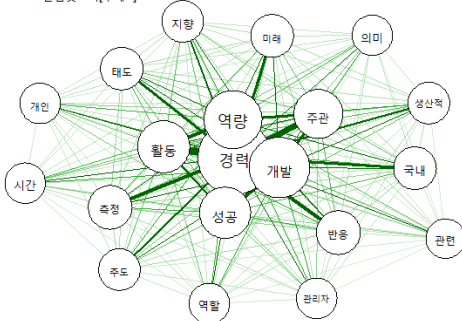 지향
미래
의미
태도
개인
생산적
역량
주관
활동
경력
개발
국내
시간
측정
성공
반응
관련
주도
역할
관리자